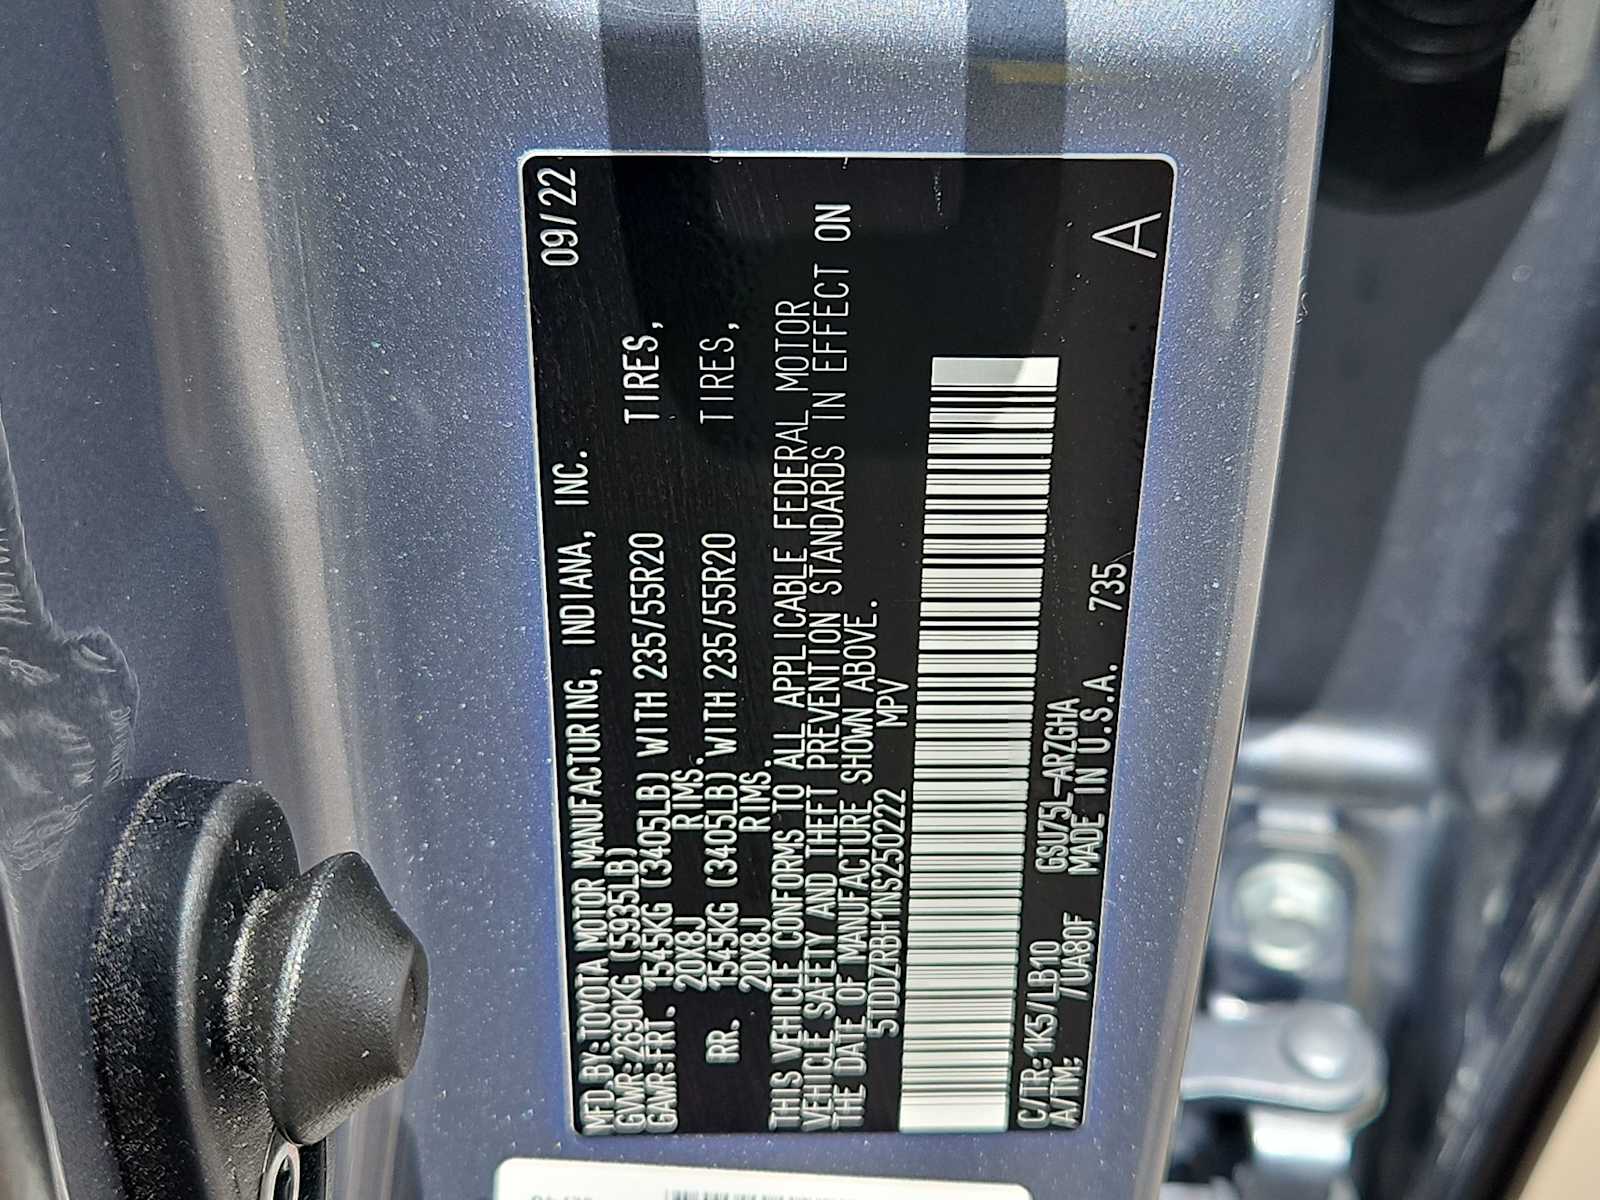 MFD.BY:TOYOTA MOTOR MANUFACTURING, INDIANA, INC. 09/22
GVWR:2690KG (5935LB)
GAWR:FRT. 1545KG (3405LB) WITH 235/55R20 TIRES,
20X8J RIMS.
RR. 1545KG (3405LB) WITH 235/55R20 TIRES,
20X8J RIMS.
THIS VEHICLE CONFORMS TO ALL APPLICABLE FEDERAL MOTOR
VEHICLE SAFETY AND THEFT PREVENTION STANDARDS IN EFFECT ON
THE DATE OF MANUFACTURE SHOWN ABOVE.
5TDDZRBH1NS250222 MPV
C/TR:1K5/LB10 GSU75L-ARZGHA
A/TM: /UA80F MADE IN U.S.A. 735
A